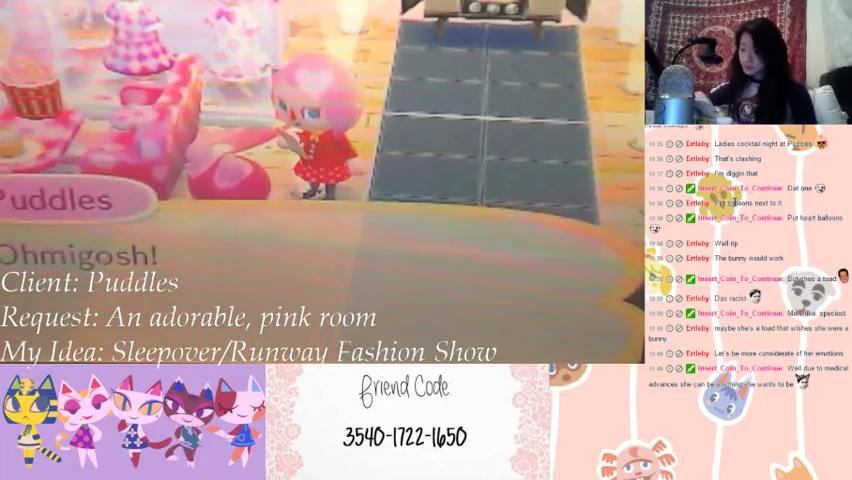 Puddles
Ohmigosh!
Client: Puddles
Request: An adorable, pink room
My Idea: Sleepover/Runway Fashion Show
friend Code:
3540-1722-1650
Ertleby: Ladies cocktail night at Puddles
Ertleby: That's clashing
Ertleby: I'm diggin that
Insert_Coin_To_Continue: Dat one
Ertleby: Put balloons next to it
Insert_Coin_To_Continue: Put heart balloons
Ertleby: Well rip
Ertleby: The bunny would work
Insert_Coin_To_Continue: But shes a toad
Ertleby: Das racist
Insert_Coin_To_Continue: More like, speciest.
Ertleby: maybe she's a toad that wishes she were a
bunny
Ertleby: Let's be more considerate of her emotions
Insert_Coin_To_Continue: Well due to medical
advances she can be anything she wants to be